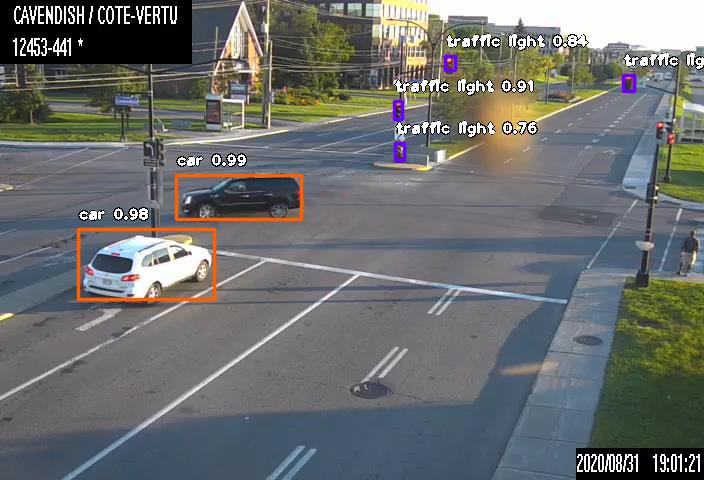 CAVENDISH / COTE-VERTU
12453-441 *
traffic light 0.84
traffic lig
traffic light 0.91
traffic light 0.76
car 0.99
car 0.98
2020/08/31 19:01:21